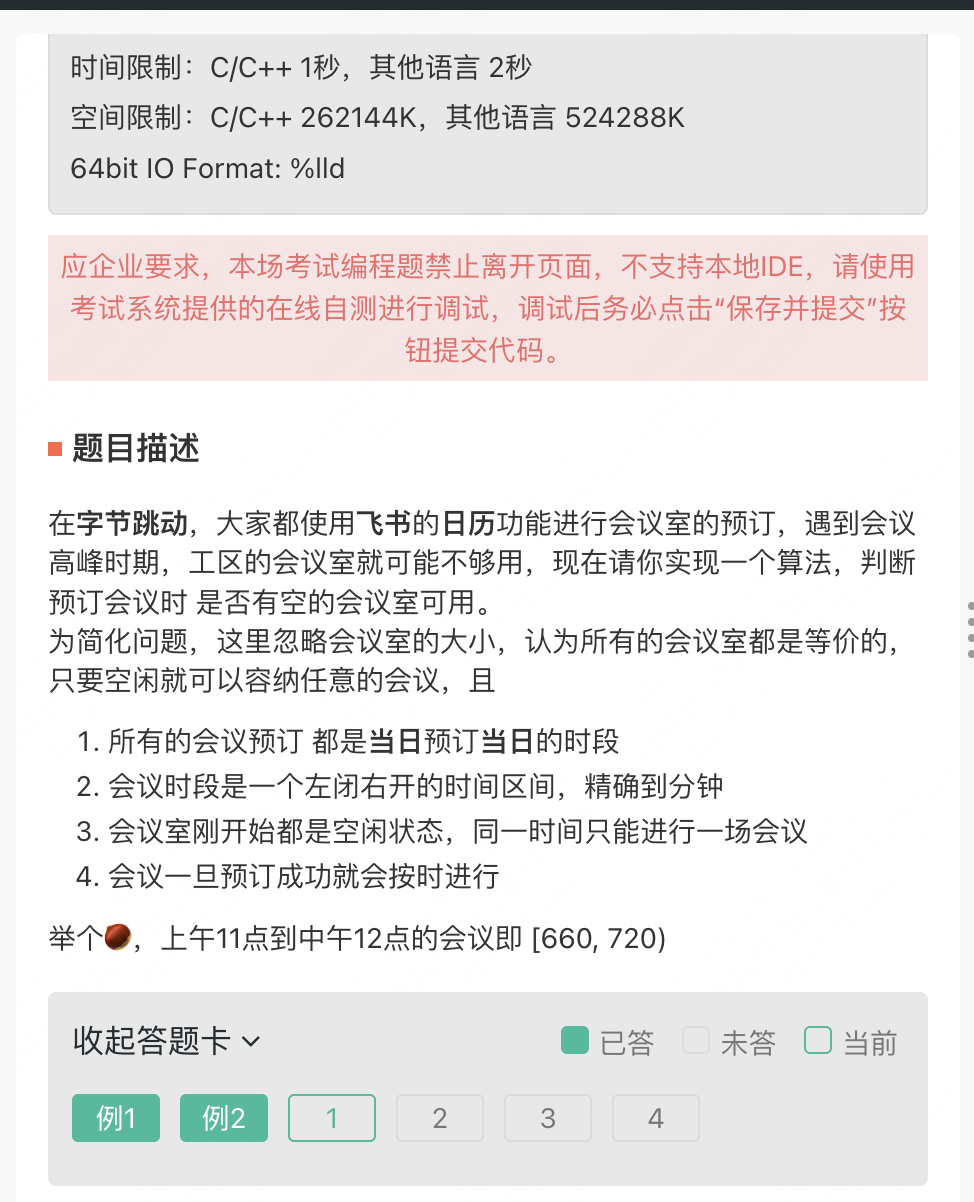 时间限制：C/C++ 1秒，其他语言 2秒
空间限制：C/C++ 262144K，其他语言 524288K
64bit IO Format: %lld
应企业要求，本场考试编程题禁止离开页面，不支持本地IDE，请使用
考试系统提供的在线自测进行调试，调试后务必点击“保存并提交”按
钮提交代码。
题目描述
在字节跳动，大家都使用飞书的日历功能进行会议室的预订，遇到会议
高峰时期，工区的会议室就可能不够用，现在请你实现一个算法，判断
预订会议时 是否有空的会议室可用。
为简化问题，这里忽略会议室的大小，认为所有的会议室都是等价的，
只要空闲就可以容纳任意的会议，且
1. 所有的会议预订 都是当日预订当日的时段
2. 会议时段是一个左闭右开的时间区间，精确到分钟
3. 会议室刚开始都是空闲状态，同一时间只能进行一场会议
4. 会议一旦预订成功就会按时进行
举个🌰，上午11点到中午12点的会议即 [660, 720)
收起答题卡 已答 未答 当前
例1 例2 1 2 3 4